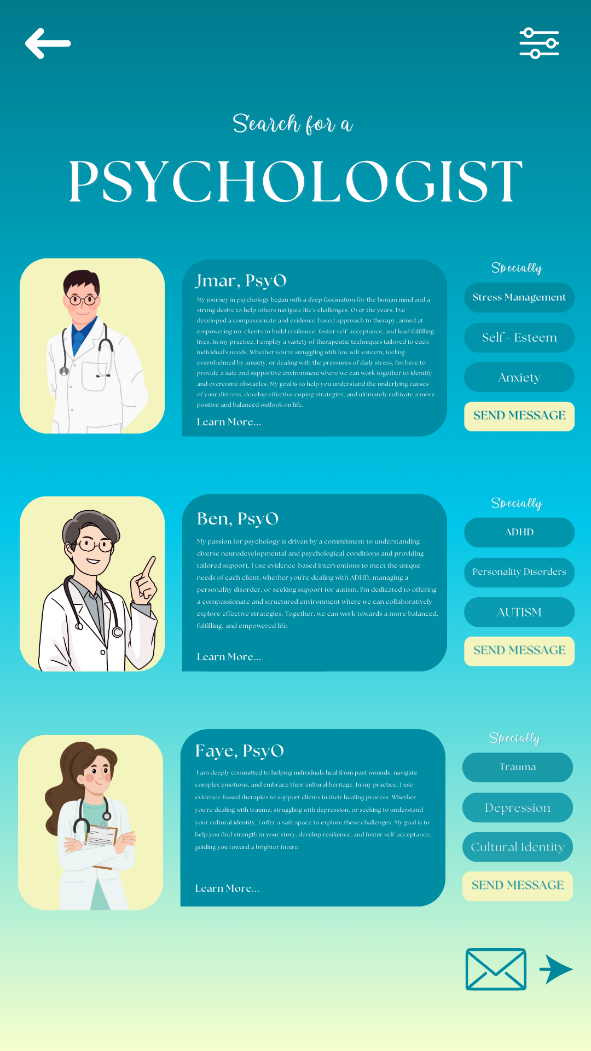 Search for a
PSYCHOLOGIST
Jmar, PsyO
My journey in psychology began with a deep fascination for the human mind and a
strong desire to help others navigate life's challenges. Over the years, I've
developed a compassionate and evidence-based approach to therapy, aimed at
empowering my clients to build resilience, foster self-acceptance, and lead fulfilling
lives. In my practice, I employ a variety of therapeutic techniques tailored to each
individual's needs. Whether you're struggling with low self-esteem, feeling
overwhelmed by anxiety, or dealing with the pressures of daily stress, I'm here to
provide a safe and supportive environment where we can work together to identify
and overcome obstacles. My goal is to help you understand the underlying causes
of your distress, develop effective coping strategies, and ultimately cultivate a more
positive and balanced outlook on life.
Learn More...
Specially
Stress Management
Self - Esteem
Anxiety
SEND MESSAGE
Ben, PsyO
My passion for psychology is driven by a commitment to understanding
diverse neurodevelopmental and psychological conditions and providing
tailored support. I use evidence-based interventions to meet the unique
needs of each client, whether you're dealing with ADHD, managing a
personality disorder, or seeking support for autism. I'm dedicated to offering
a compassionate and structured environment where we can collaboratively
explore effective strategies. Together, we can work towards a more balanced,
fulfilling, and empowered life.
Learn More...
Specially
ADHD
Personality Disorders
AUTISM
SEND MESSAGE
Faye, PsyO
I am deeply committed to helping individuals heal from past wounds, navigate
complex emotions, and embrace their cultural heritage. In my practice, I use
evidence-based therapies to support clients in their healing process. Whether
you're dealing with trauma, struggling with depression, or seeking to understand
your cultural identity, I offer a safe space to explore these challenges. My goal is to
help you find strength in your story, develop resilience, and foster self-acceptance,
guiding you toward a brighter future.
Learn More...
Specially
Trauma
Depression
Cultural Identity
SEND MESSAGE